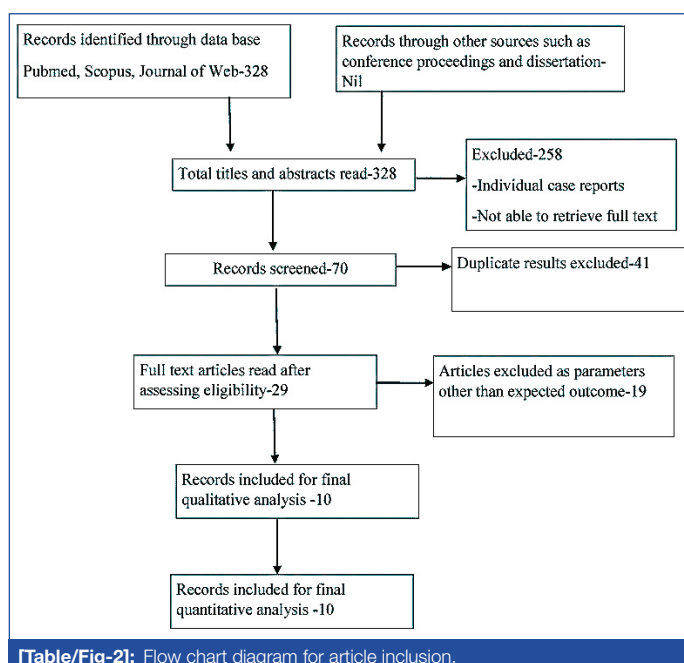 Records identified through data base
Pubmed, Scopus, Journal of Web-328
Records through other sources such as
conference proceedings and dissertation-
Nil
Total titles and abstracts read-328
Excluded-258
-Individual case reports
-Not able to retrieve full text
Records screened-70
Duplicate results excluded-41
Full text articles read after
assessing eligibility-29
Articles excluded as parameters
other than expected outcome-19
Records included for final
qualitative analysis -10
Records included for final
quantitative analysis -10
[Table/Fig-2]: Flow chart diagram for article inclusion.